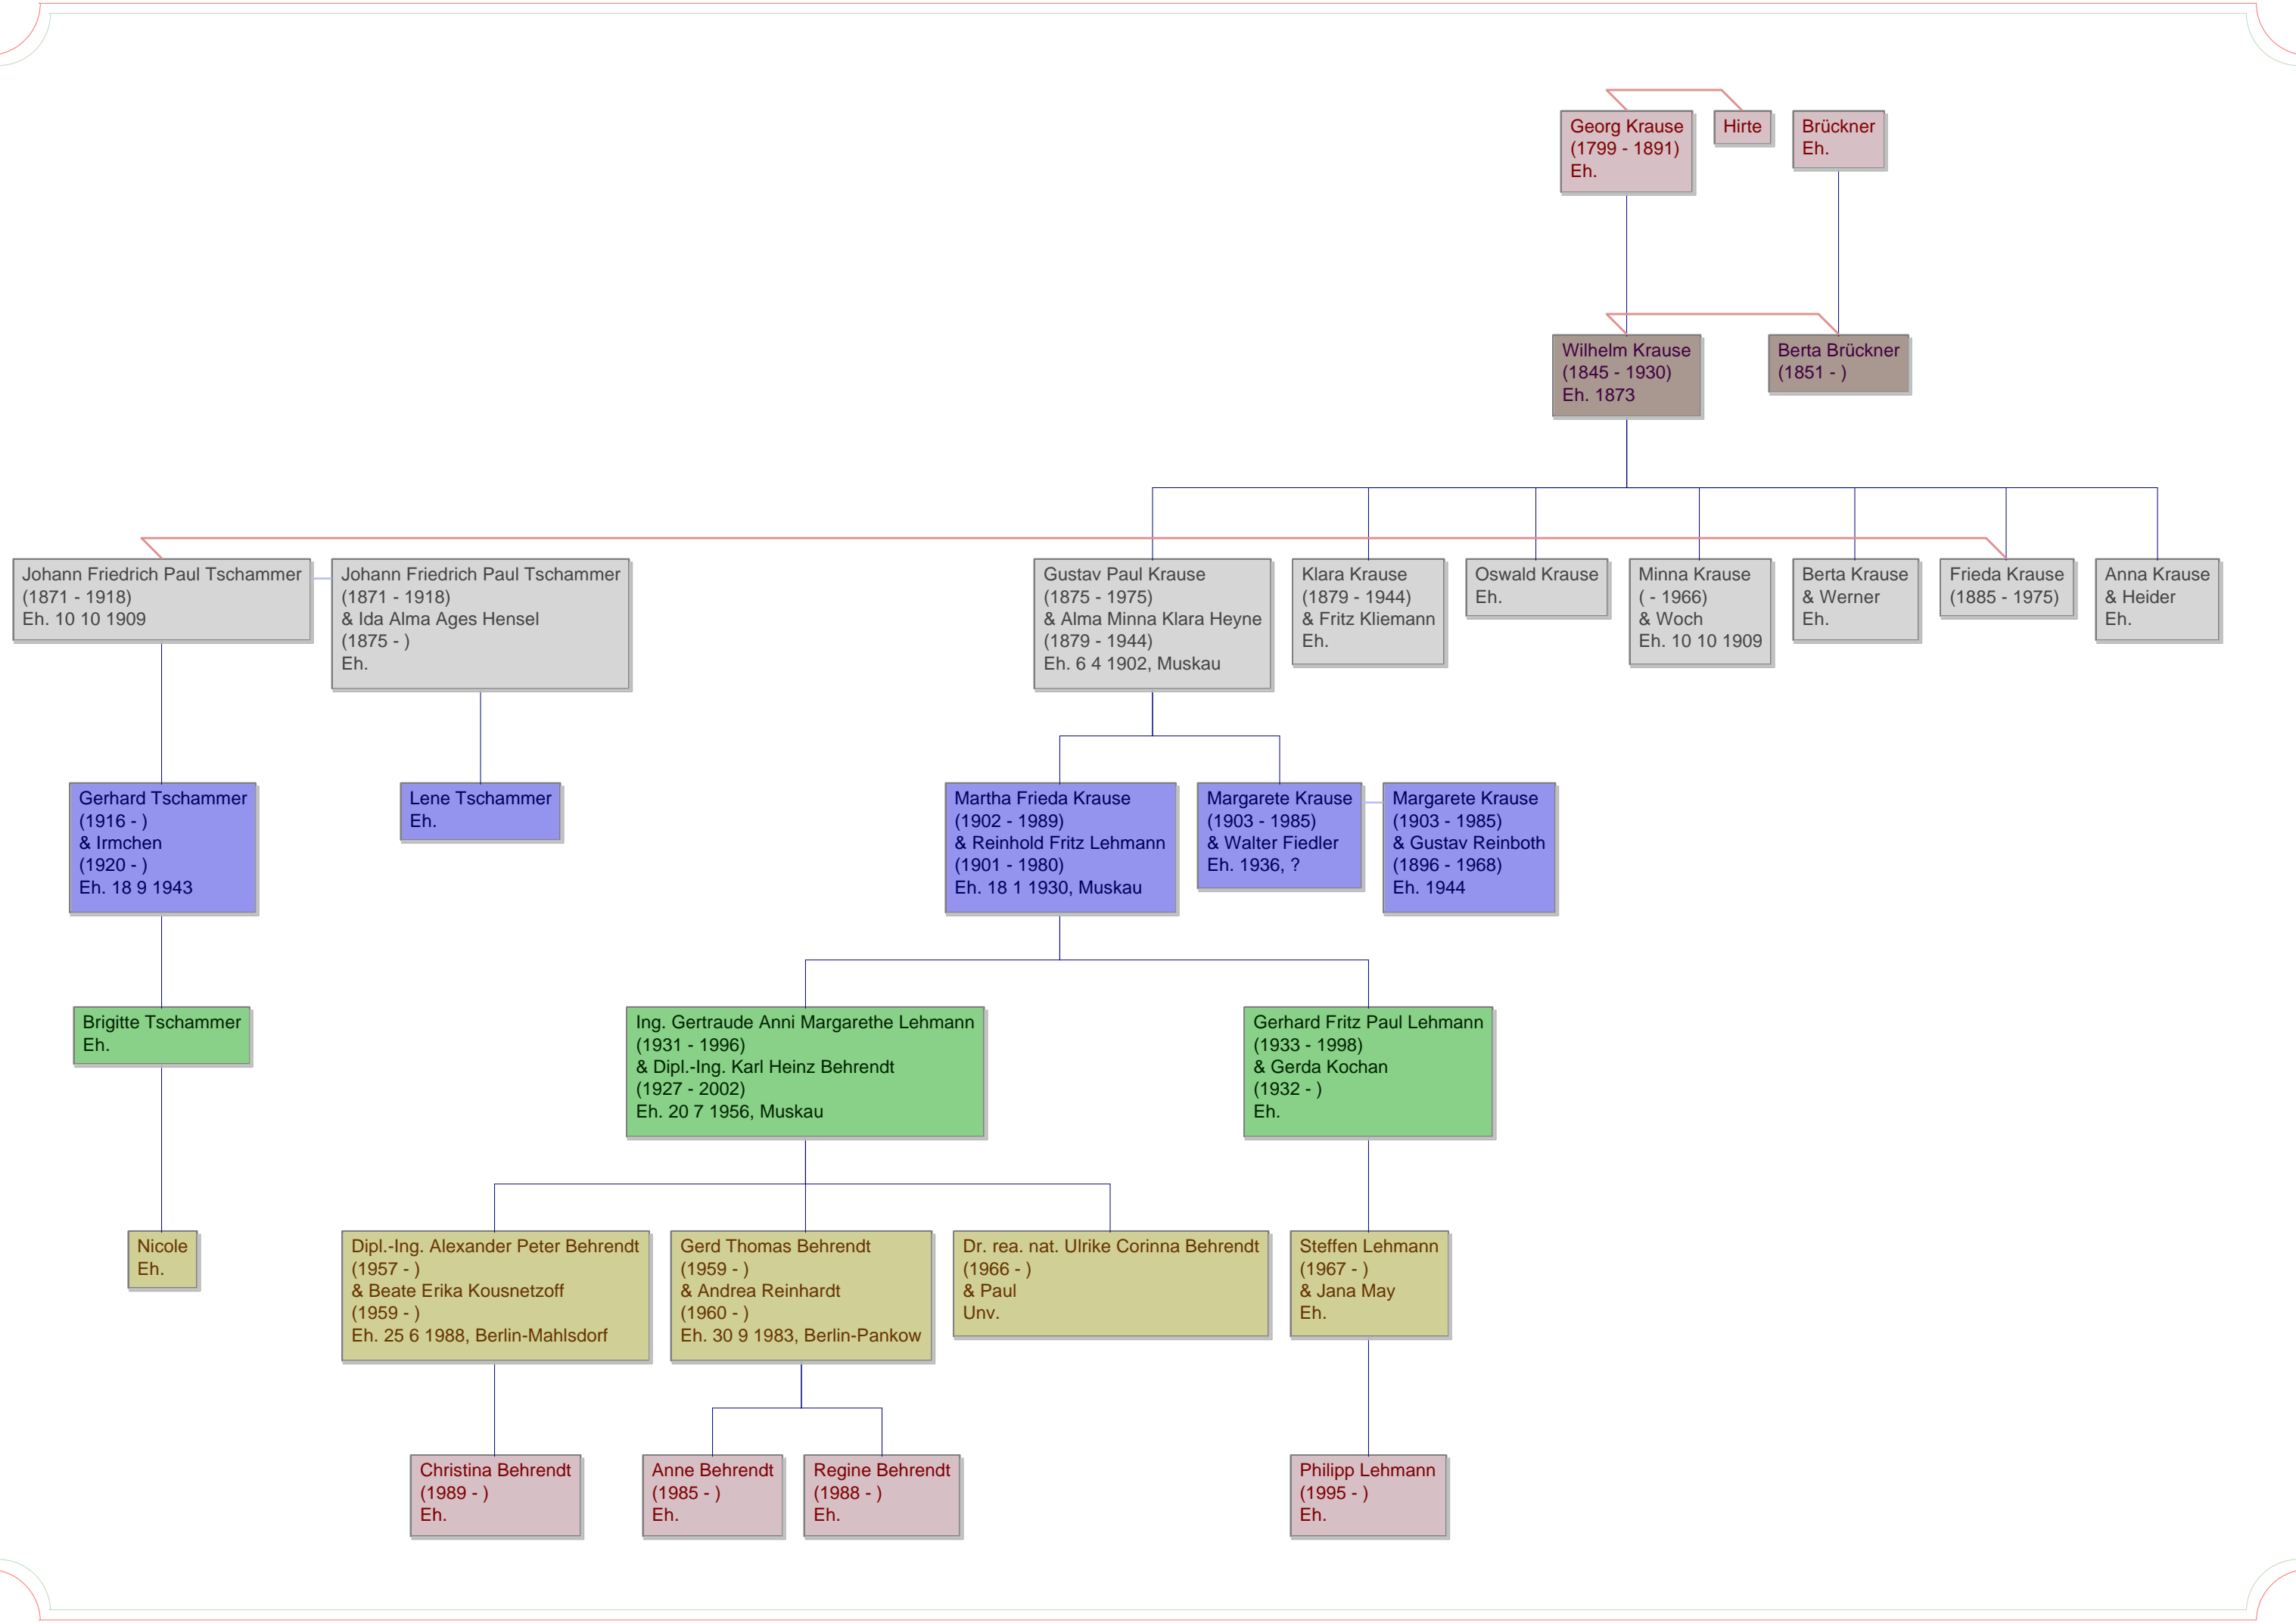 Georg Krause
(1799 - 1891)
Eh.
Hirte
Brückner
Eh.
Wilhelm Krause
(1845 - 1930)
Eh. 1873
Berta Brückner
(1851 - )
Johann Friedrich Paul Tschammer
(1871 - 1918)
Eh. 10 10 1909
Johann Friedrich Paul Tschammer
(1871 - 1918)
& Ida Alma Ages Hensel
(1875 - )
Eh.
Gustav Paul Krause
(1875 - 1975)
& Alma Minna Klara Heyne
(1879 - 1944)
Eh. 6 4 1902, Muskau
Klara Krause
(1879 - 1944)
& Fritz Kliemann
Eh.
Oswald Krause
Eh.
Minna Krause
( - 1966)
& Woch
Eh. 10 10 1909
Berta Krause
& Werner
Eh.
Frieda Krause
(1885 - 1975)
Anna Krause
& Heider
Eh.
Gerhard Tschammer
(1916 - )
& Irmchen
(1920 - )
Eh. 18 9 1943
Lene Tschammer
Eh.
Martha Frieda Krause
(1902 - 1989)
& Reinhold Fritz Lehmann
(1901 - 1980)
Eh. 18 1 1930, Muskau
Margarete Krause
(1903 - 1985)
& Walter Fiedler
Eh. 1936, ?
Margarete Krause
(1903 - 1985)
& Gustav Reinboth
(1896 - 1968)
Eh. 1944
Brigitte Tschammer
Eh.
Ing. Gertraude Anni Margarethe Lehmann
(1931 - 1996)
& Dipl.-Ing. Karl Heinz Behrendt
(1927 - 2002)
Eh. 20 7 1956, Muskau
Gerhard Fritz Paul Lehmann
(1933 - 1998)
& Gerda Kochan
(1932 - )
Eh.
Nicole
Eh.
Dipl.-Ing. Alexander Peter Behrendt
(1957 - )
& Beate Erika Kousnetzoff
(1959 - )
Eh. 25 6 1988, Berlin-Mahlsdorf
Gerd Thomas Behrendt
(1959 - )
& Andrea Reinhardt
(1960 - )
Eh. 30 9 1983, Berlin-Pankow
Dr. rea. nat. Ulrike Corinna Behrendt
(1966 - )
& Paul
Unv.
Steffen Lehmann
(1967 - )
& Jana May
Eh.
Christina Behrendt
(1989 - )
Eh.
Anne Behrendt
(1985 - )
Eh.
Regine Behrendt
(1988 - )
Eh.
Philipp Lehmann
(1995 - )
Eh.